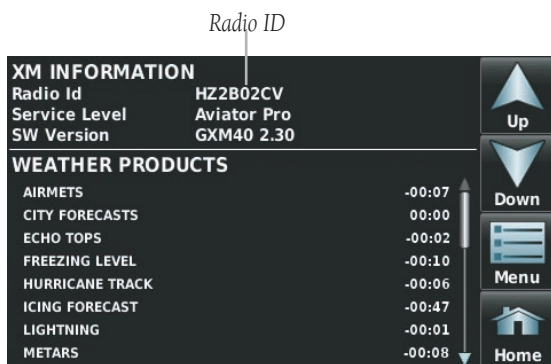 Radio ID
XM INFORMATION
Radio Id HZ2B02CV
Service Level Aviator Pro
SW Version GXM40 2.30
Up
WEATHER PRODUCTS
AIRMETS -00:07
Down
CITY FORECASTS 00:00
ECHO TOPS -00:02
FREEZING LEVEL -00:10
Menu
HURRICANE TRACK -00:06
ICING FORECAST -00:47
LIGHTNING -00:01
METARS -00:08
Home